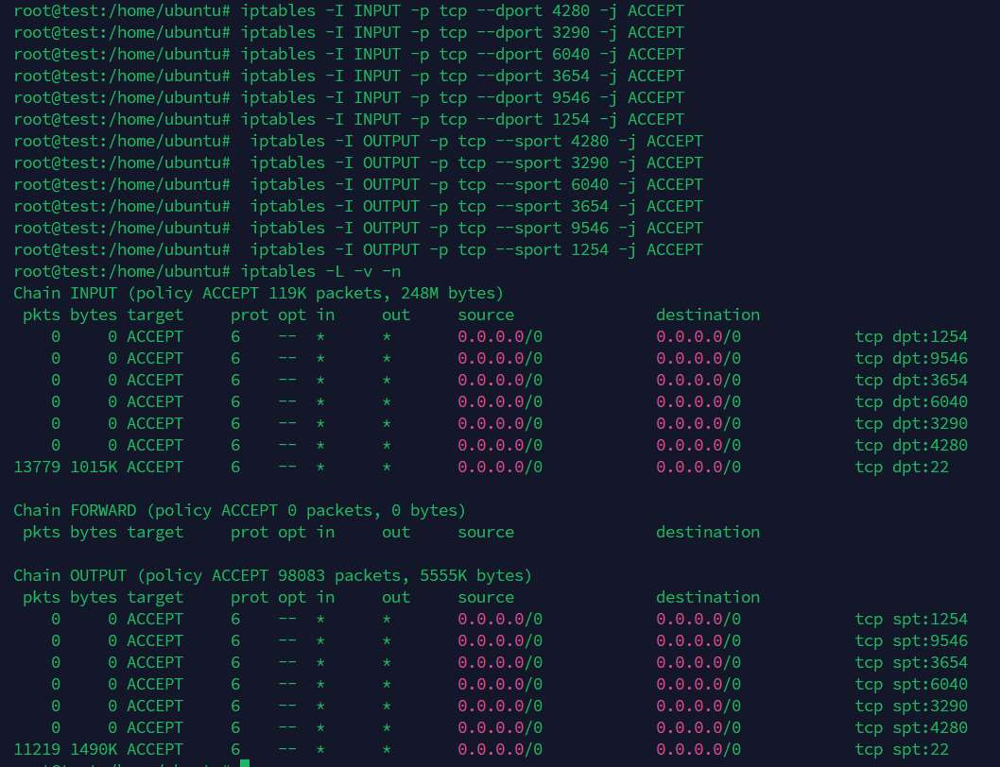 root@test:/home/ubuntu# iptables -I INPUT -p tcp --dport 4280 -j ACCEPT
root@test:/home/ubuntu# iptables -I INPUT -p tcp --dport 3290 -j ACCEPT
root@test:/home/ubuntu# iptables -I INPUT -p tcp --dport 6040 -j ACCEPT
root@test:/home/ubuntu# iptables -I INPUT -p tcp --dport 3654 -j ACCEPT
root@test:/home/ubuntu# iptables -I INPUT -p tcp --dport 9546 -j ACCEPT
root@test:/home/ubuntu# iptables -I INPUT -p tcp --dport 1254 -j ACCEPT
root@test:/home/ubuntu#  iptables -I OUTPUT -p tcp --sport 4280 -j ACCEPT
root@test:/home/ubuntu#  iptables -I OUTPUT -p tcp --sport 3290 -j ACCEPT
root@test:/home/ubuntu#  iptables -I OUTPUT -p tcp --sport 6040 -j ACCEPT
root@test:/home/ubuntu#  iptables -I OUTPUT -p tcp --sport 3654 -j ACCEPT
root@test:/home/ubuntu#  iptables -I OUTPUT -p tcp --sport 9546 -j ACCEPT
root@test:/home/ubuntu#  iptables -I OUTPUT -p tcp --sport 1254 -j ACCEPT
root@test:/home/ubuntu# iptables -L -v -n
Chain INPUT (policy ACCEPT 119K packets, 248M bytes)
 pkts bytes target     prot opt in     out     source               destination
    0     0 ACCEPT     6    --  *      *       0.0.0.0/0            0.0.0.0/0            tcp dpt:1254
    0     0 ACCEPT     6    --  *      *       0.0.0.0/0            0.0.0.0/0            tcp dpt:9546
    0     0 ACCEPT     6    --  *      *       0.0.0.0/0            0.0.0.0/0            tcp dpt:3654
    0     0 ACCEPT     6    --  *      *       0.0.0.0/0            0.0.0.0/0            tcp dpt:6040
    0     0 ACCEPT     6    --  *      *       0.0.0.0/0            0.0.0.0/0            tcp dpt:3290
    0     0 ACCEPT     6    --  *      *       0.0.0.0/0            0.0.0.0/0            tcp dpt:4280
13779 1015K ACCEPT     6    --  *      *       0.0.0.0/0            0.0.0.0/0            tcp dpt:22

Chain FORWARD (policy ACCEPT 0 packets, 0 bytes)
 pkts bytes target     prot opt in     out     source               destination

Chain OUTPUT (policy ACCEPT 98083 packets, 5555K bytes)
 pkts bytes target     prot opt in     out     source               destination
    0     0 ACCEPT     6    --  *      *       0.0.0.0/0            0.0.0.0/0            tcp spt:1254
    0     0 ACCEPT     6    --  *      *       0.0.0.0/0            0.0.0.0/0            tcp spt:9546
    0     0 ACCEPT     6    --  *      *       0.0.0.0/0            0.0.0.0/0            tcp spt:3654
    0     0 ACCEPT     6    --  *      *       0.0.0.0/0            0.0.0.0/0            tcp spt:6040
    0     0 ACCEPT     6    --  *      *       0.0.0.0/0            0.0.0.0/0            tcp spt:3290
    0     0 ACCEPT     6    --  *      *       0.0.0.0/0            0.0.0.0/0            tcp spt:4280
11219 1490K ACCEPT     6    --  *      *       0.0.0.0/0            0.0.0.0/0            tcp spt:22